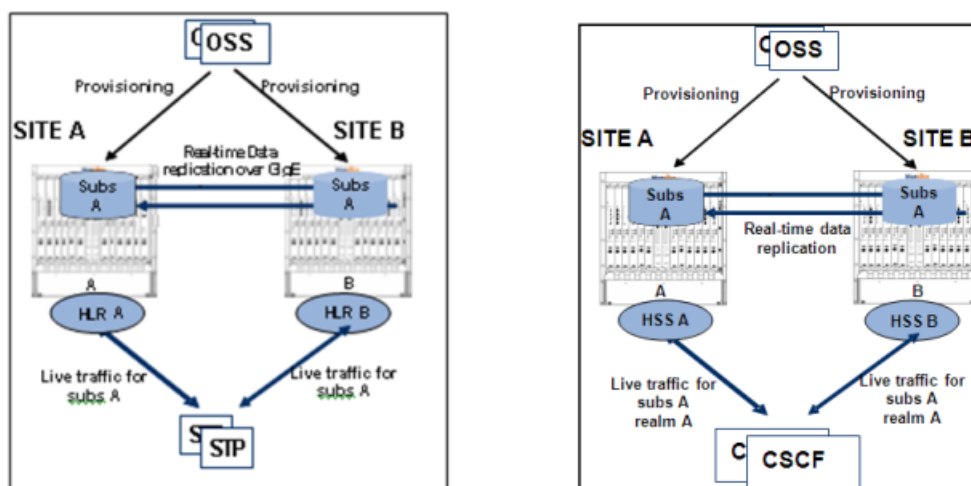 OSS
Provisioning
Provisioning
SITE A
SITE B
Real-time Data
replication over GigE
Subs
A
Subs
A
A
B
HLR A
HLR B
Live traffic for
subs A
Live traffic for
subs A
STP
OSS
Provisioning
Provisioning
SITE A
SITE B
Subs
A
Subs
A
Real-time data
replication
A
B
HSS A
HSS B
Live traffic for
subs A
realm A
Live traffic for
subs A
realm A
C
CSCF